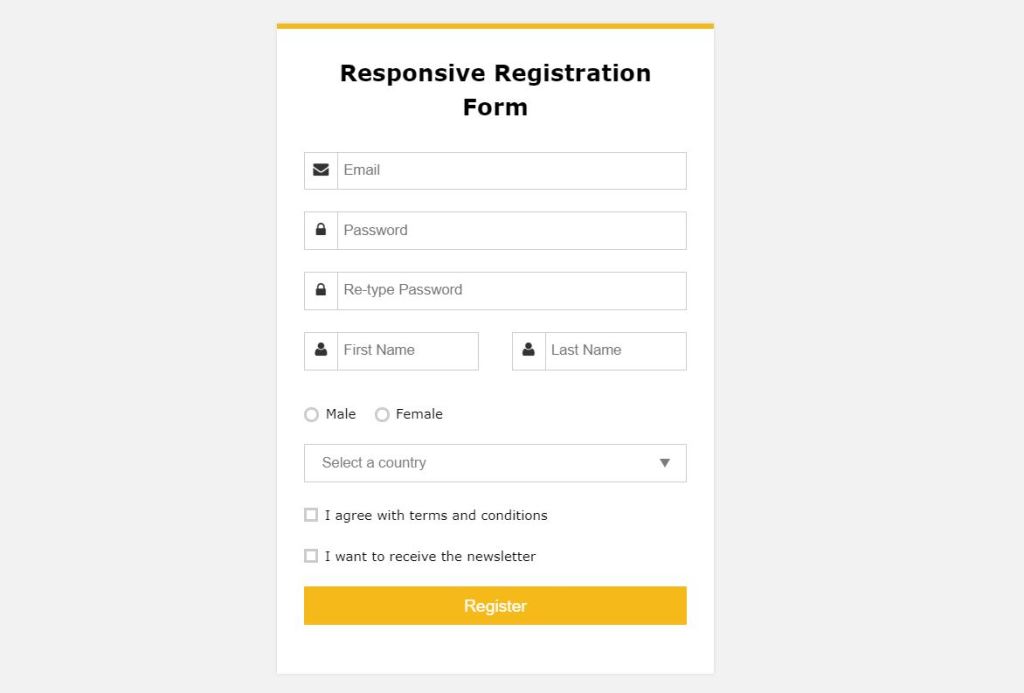 Responsive Registration
Form
Email
Password
Re-type Password
First Name Last Name
Male Female
Select a country
I agree with terms and conditions
I want to receive the newsletter
Register